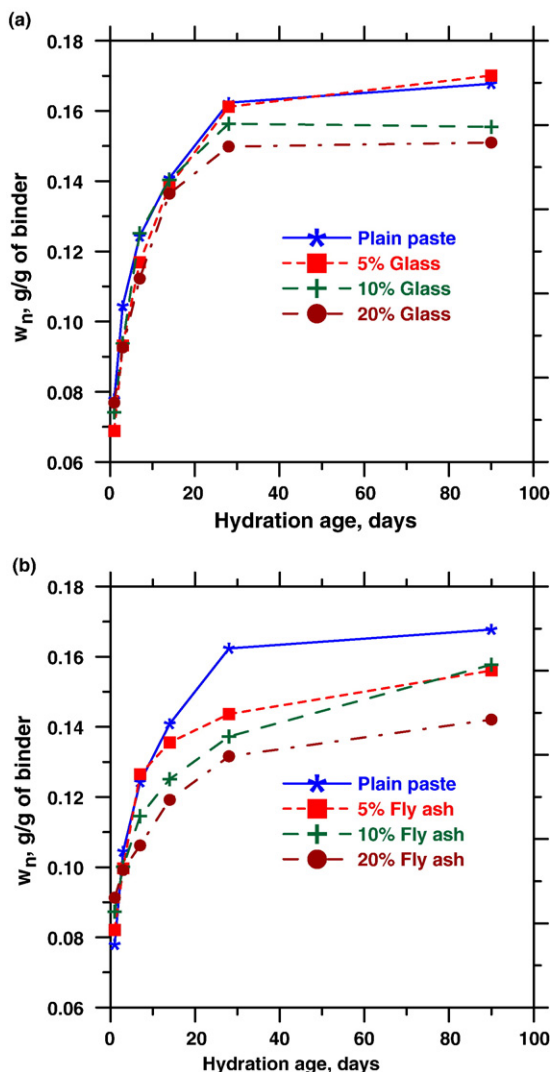 (a)
0.18
0.16
0.14
0.12
0.10
0.08
0.06
wn, g/g of binder
Plain paste
5% Glass
10% Glass
20% Glass
0 20 40 60 80 100
Hydration age, days
(b)
0.18
0.16
0.14
0.12
0.10
0.08
0.06
wn, g/g of binder
Plain paste
5% Fly ash
10% Fly ash
20% Fly ash
0 20 40 60 80 100
Hydration age, days